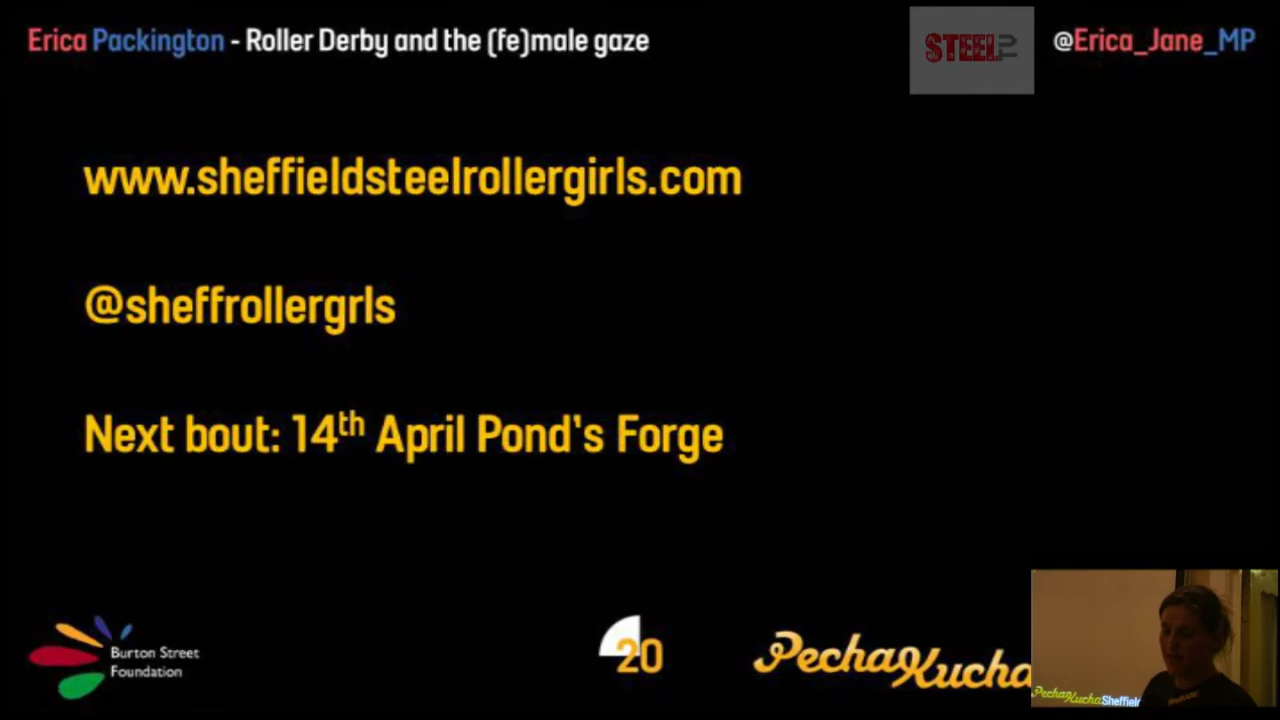 Erica Packington - Roller Derby and the (fe)male gaze
STEEL
@Erica_Jane_MP
www.sheffieldsteelrollergirls.com
@sheffrollergrls
Next bout: 14th April Pond's Forge
Burton Street
Foundation
20
PechaKucha
PechaKuchaSheffield